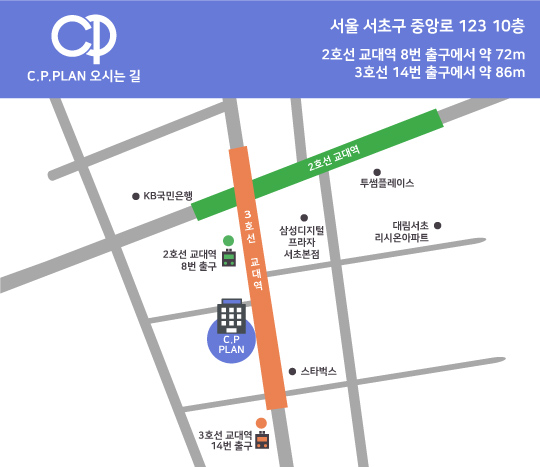 CP
C.P.PLAN 오시는 길
서울 서초구 중앙로 123 10층
2호선 교대역 8번 출구에서 약 72m
3호선 14번 출구에서 약 86m
2호선 교대역
투썸플레이스
KB국민은행
3호선 교대역
삼성디지털
프라자
서초본점
대림서초
리시온아파트
2호선 교대역
8번 출구
C.P
PLAN
스타벅스
3호선 교대역
14번 출구